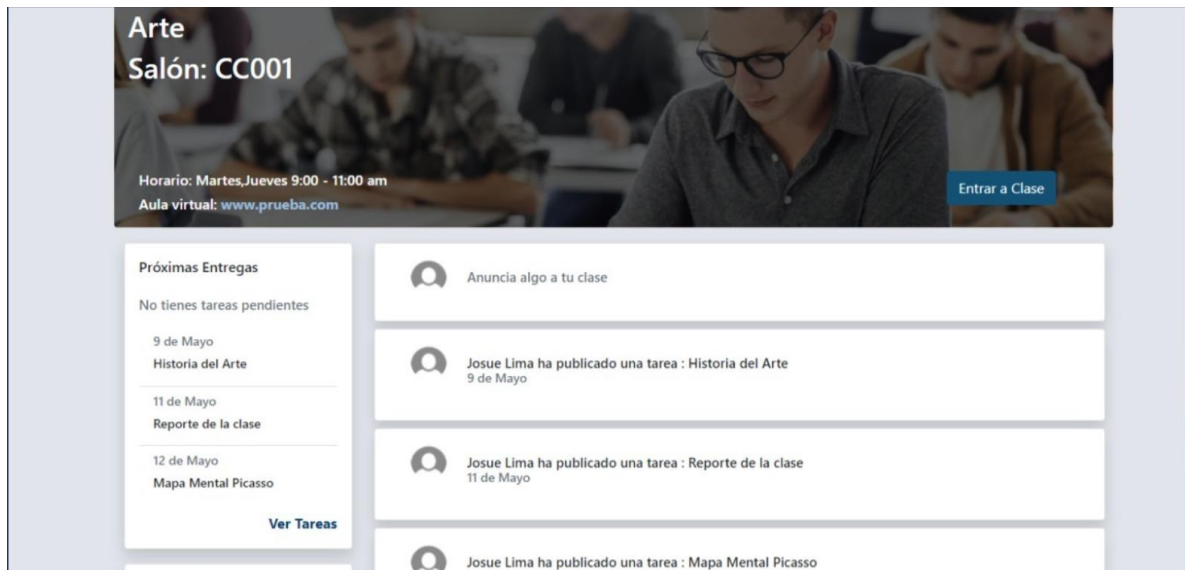 Arte
Salón: CC001
Horario: Martes,Jueves 9:00 - 11:00 am
Aula virtual: www.prueba.com
Entrar a Clase
Próximas Entregas
No tienes tareas pendientes
9 de Mayo
Historia del Arte
11 de Mayo
Reporte de la clase
12 de Mayo
Mapa Mental Picasso
Ver Tareas
Anuncia algo a tu clase
Josue Lima ha publicado una tarea : Historia del Arte
9 de Mayo
Josue Lima ha publicado una tarea : Reporte de la clase
11 de Mayo
Josue Lima ha publicado una tarea : Mapa Mental Picasso